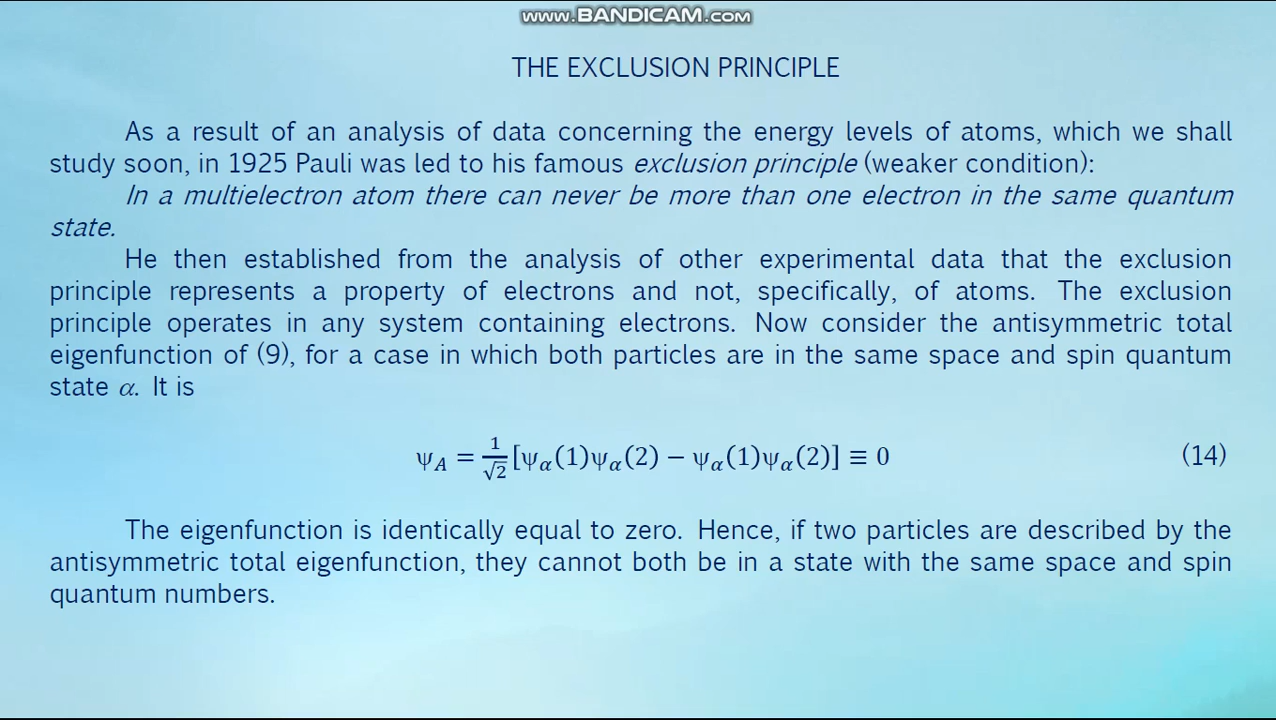 www.BANDICAM.com
THE EXCLUSION PRINCIPLE
As a result of an analysis of data concerning the energy levels of atoms, which we shall
study soon, in 1925 Pauli was led to his famous exclusion principle (weaker condition):
In a multielectron atom there can never be more than one electron in the same quantum
state.
He then established from the analysis of other experimental data that the exclusion
principle represents a property of electrons and not, specifically, of atoms. The exclusion
principle operates in any system containing electrons. Now consider the antisymmetric total
eigenfunction of (9), for a case in which both particles are in the same space and spin quantum
state α. It is
ψ_A = 1/√2 [ψ_α(1)ψ_α(2) − ψ_α(1)ψ_α(2)] ≡ 0 (14)
The eigenfunction is identically equal to zero. Hence, if two particles are described by the
antisymmetric total eigenfunction, they cannot both be in a state with the same space and spin
quantum numbers.